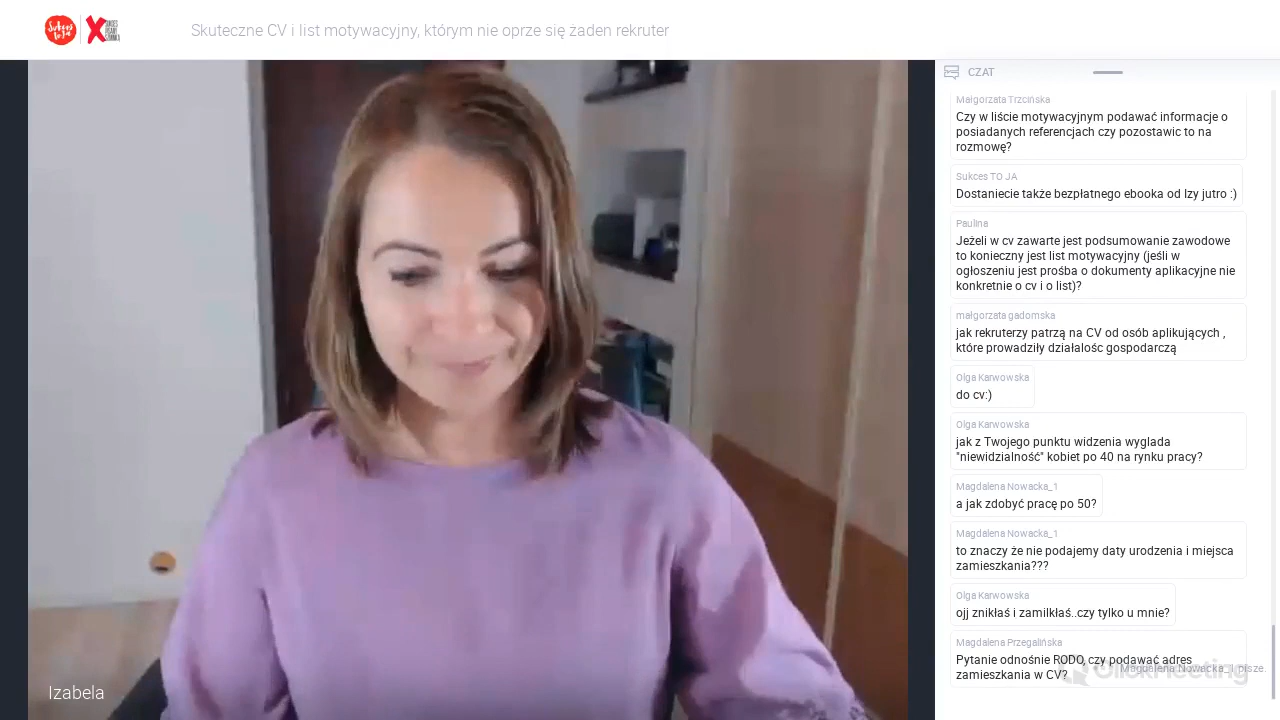 Sukces
to Ja
Skuteczne CV i list motywacyjny, którym nie oprze się żaden rekruter
CZAT
Małgorzata Trzcińska
Czy w liście motywacyjnym podawać informacje o
posiadanych referencjach czy pozostawic to na
rozmowę?
Sukces TO JA
Dostaniecie także bezpłatnego ebooka od Izy jutro :)
Paulina
Jeżeli w cv zawarte jest podsumowanie zawodowe
to konieczny jest list motywacyjny (jeśli w
ogłoszeniu jest prośba o dokumenty aplikacyjne nie
konkretnie o cv i o list)?
małgorzata gadomska
jak rekruterzy patrzą na CV od osób aplikujących ,
które prowadziły działalośc gospodarczą
Olga Karwowska
do cv:)
Olga Karwowska
jak z Twojego punktu widzenia wyglada
"niewidzialność" kobiet po 40 na rynku pracy?
Magdalena Nowacka_1
a jak zdobyć pracę po 50?
Magdalena Nowacka_1
to znaczy że nie podajemy daty urodzenia i miejsca
zamieszkania???
Olga Karwowska
ojj znikłaś i zamilkłaś..czy tylko u mnie?
Magdalena Przegalińska
Pytanie odnośnie RODO, czy podawać adres
zamieszkania w CV?
Magdalena Nowacka_1 pisze.
ClickMeeting
Izabela